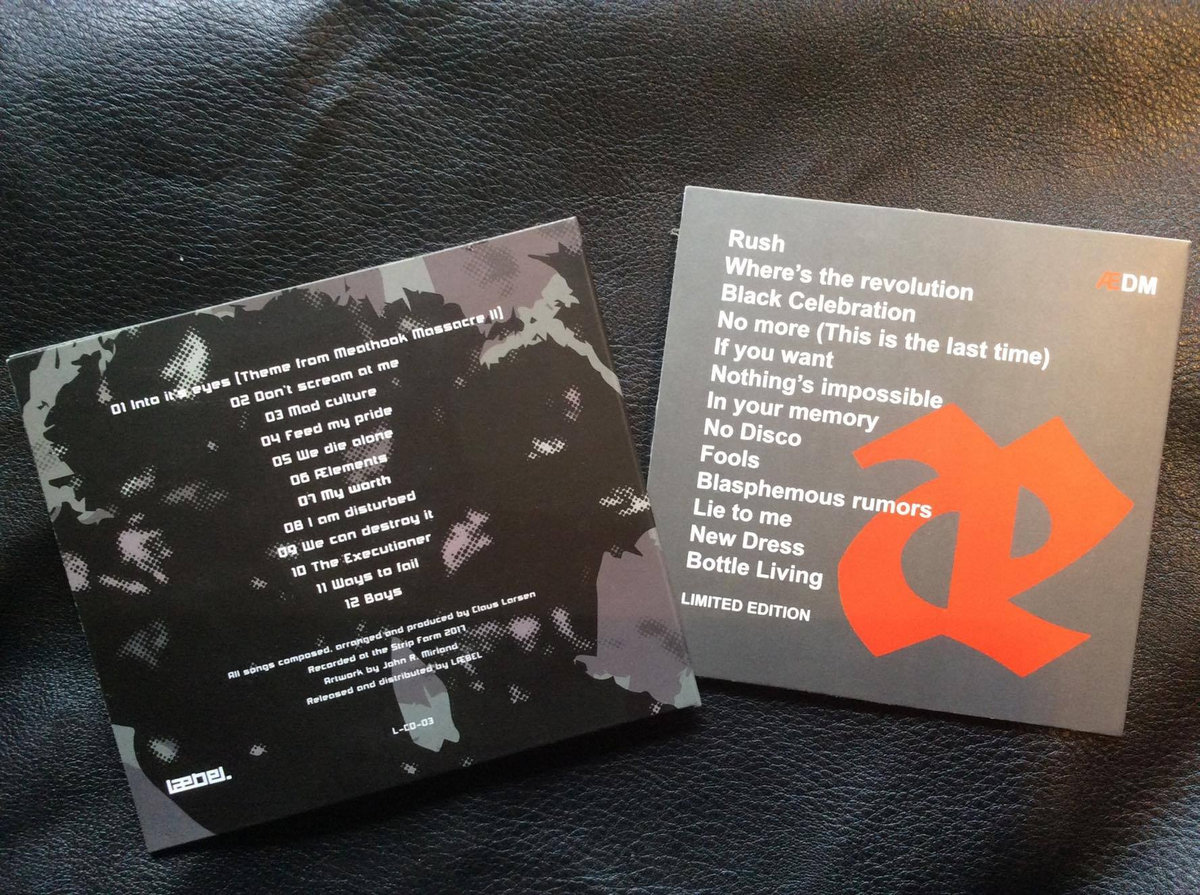 01 Into it's eyes (Theme from Meathook Massacre II)
02 Don't scream at me
03 Mad culture
04 Feed my pride
05 We die alone
06 Ælements
07 My worth
08 I am disturbed
09 We can destroy it
10 The Executioner
11 Ways to fail
12 Boys
All songs composed, arranged and produced by Claus Larsen
Recorded at the Strip Farm 2017
Artwork by John R. Mirland
Released and distributed by LÆBEL
L-CD-03
læbel.
Rush
Where's the revolution
Black Celebration
No more (This is the last time)
If you want
Nothing's impossible
In your memory
No Disco
Fools
Blasphemous rumors
Lie to me
New Dress
Bottle Living
LIMITED EDITION
ÆDM
Æ